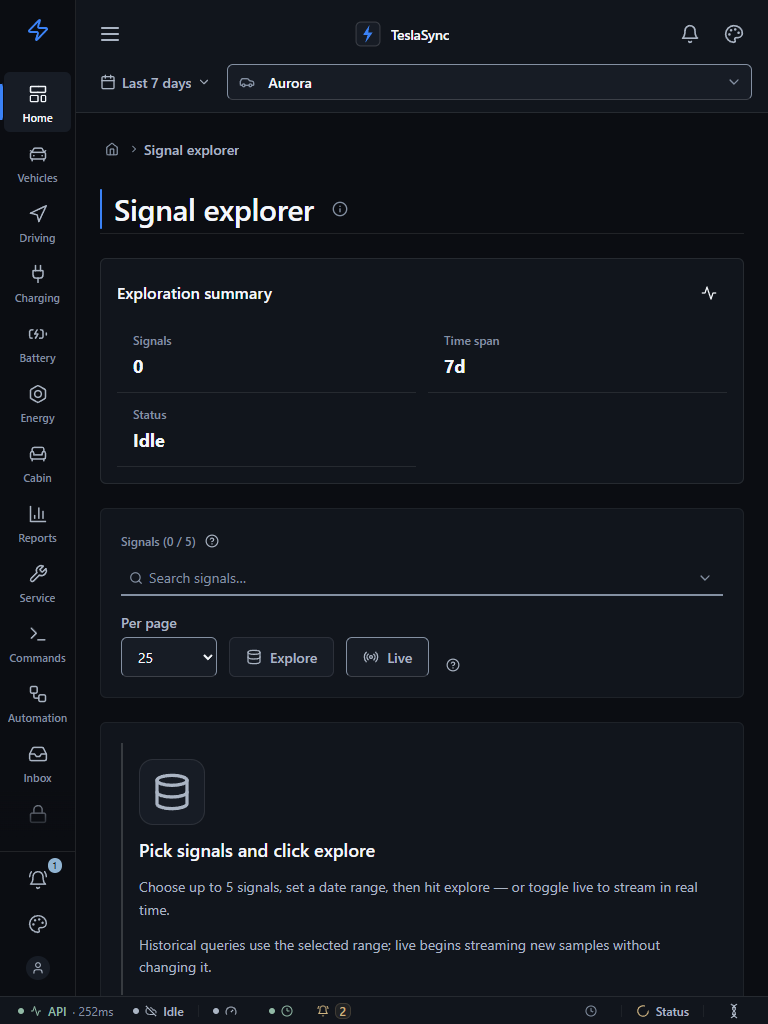 TeslaSync
Last 7 days
Aurora
Home
Vehicles
Driving
Charging
Battery
Energy
Cabin
Reports
Service
Commands
Automation
Inbox
1
Signal explorer
Signal explorer
Exploration summary
Signals
0
Time span
7d
Status
Idle
Signals (0 / 5)
Search signals...
Per page
25
Explore
Live
Pick signals and click explore
Choose up to 5 signals, set a date range, then hit explore — or toggle live to stream in real
time.
Historical queries use the selected range; live begins streaming new samples without
changing it.
API · 252ms
Idle
2
Status